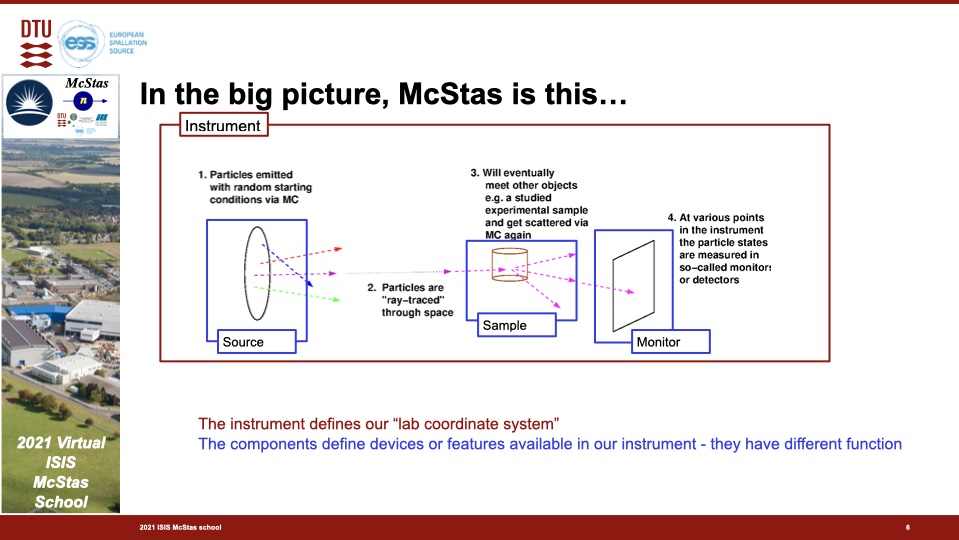 DTU
ess
EUROPEAN
SPALLATION
SOURCE
McStas
n
In the big picture, McStas is this…
Instrument
1. Particles emitted
with random starting
conditions via MC
3. Will eventually
meet other objects
e.g. a studied
experimental sample
and get scattered via
MC again
4. At various points
in the instrument
the particle states
are measured in
so-called monitors
or detectors
2. Particles are
"ray-traced"
through space
Source
Sample
Monitor
The instrument defines our “lab coordinate system”
The components define devices or features available in our instrument - they have different function
2021 Virtual
ISIS
McStas
School
2021 ISIS McStas school
6